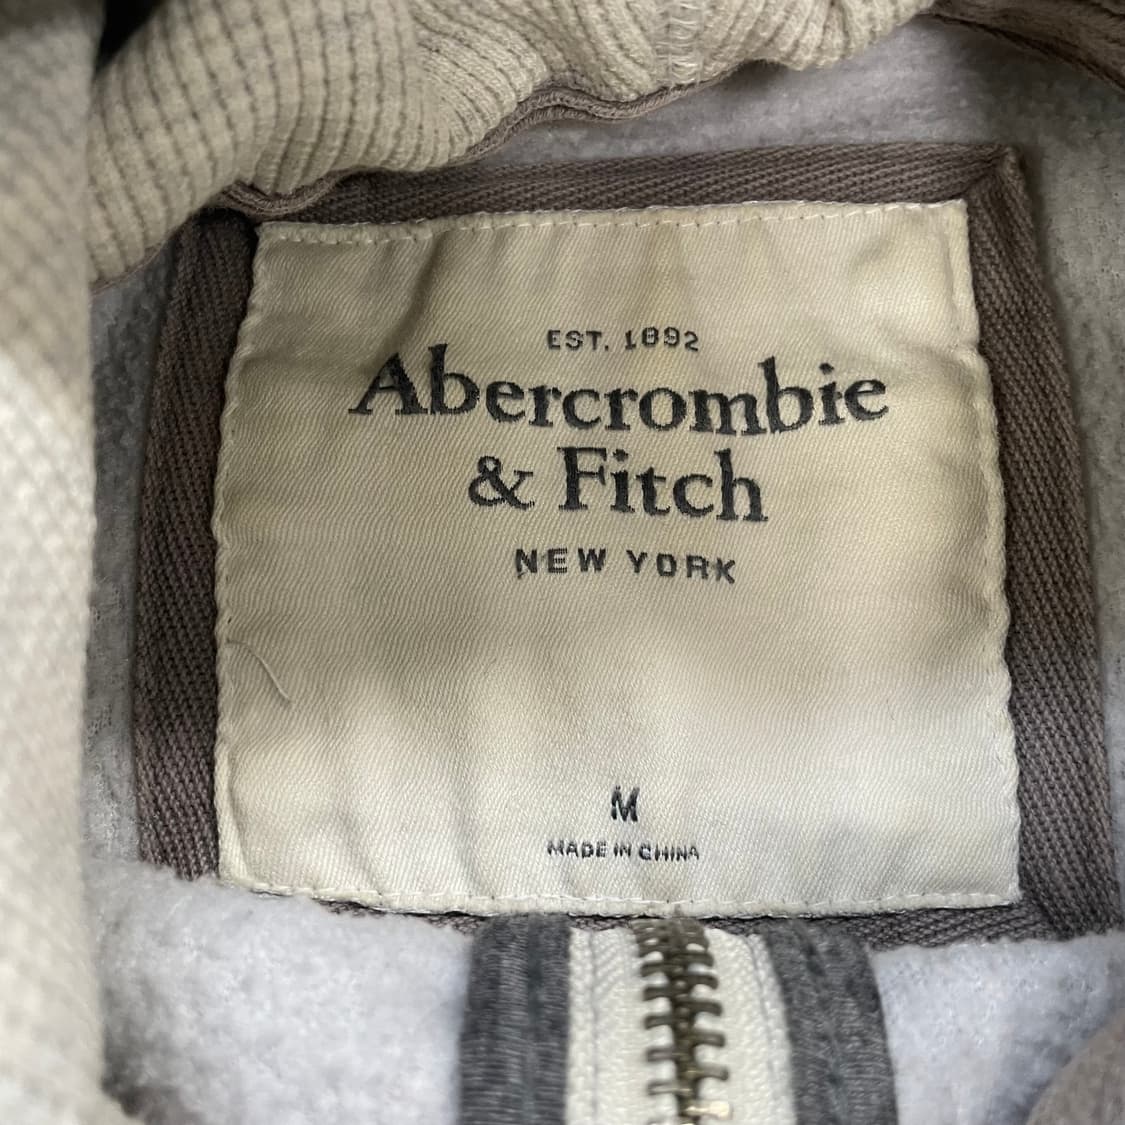 EST. 1892
Abercrombie
& Fitch
NEW YORK
M
MADE IN CHINA